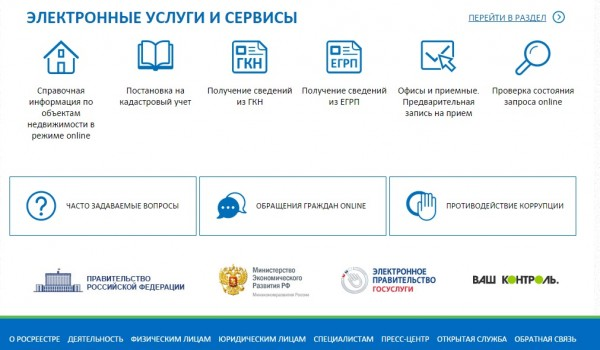 ЭЛЕКТРОННЫЕ УСЛУГИ И СЕРВИСЫ
ПЕРЕЙТИ В РАЗДЕЛ
ГКН
ЕГРП
Справочная
информация по
объектам
недвижимости в
режиме online
Постановка на
кадастровый учет
Получение сведений
из ГКН
Получение сведений
из ЕГРП
Офисы и приемные.
Предварительная
запись на прием
Проверка состояния
запроса online
ЧАСТО ЗАДАВАЕМЫЕ ВОПРОСЫ
ОБРАЩЕНИЯ ГРАЖДАН ONLINE
ПРОТИВОДЕЙСТВИЕ КОРРУПЦИИ
ПРАВИТЕЛЬСТВО
РОССИЙСКОЙ ФЕДЕРАЦИИ
Министерство
Экономического
Развития РФ
Минэкономразвития России
ЭЛЕКТРОННОЕ
ПРАВИТЕЛЬСТВО
ГОСУСЛУГИ
ВАШ КОНТРОЛЬ.
О РОСРЕЕСТРЕ ДЕЯТЕЛЬНОСТЬ ФИЗИЧЕСКИМ ЛИЦАМ ЮРИДИЧЕСКИМ ЛИЦАМ СПЕЦИАЛИСТАМ ПРЕСС-ЦЕНТР ОТКРЫТАЯ СЛУЖБА ОБРАТНАЯ СВЯЗЬ